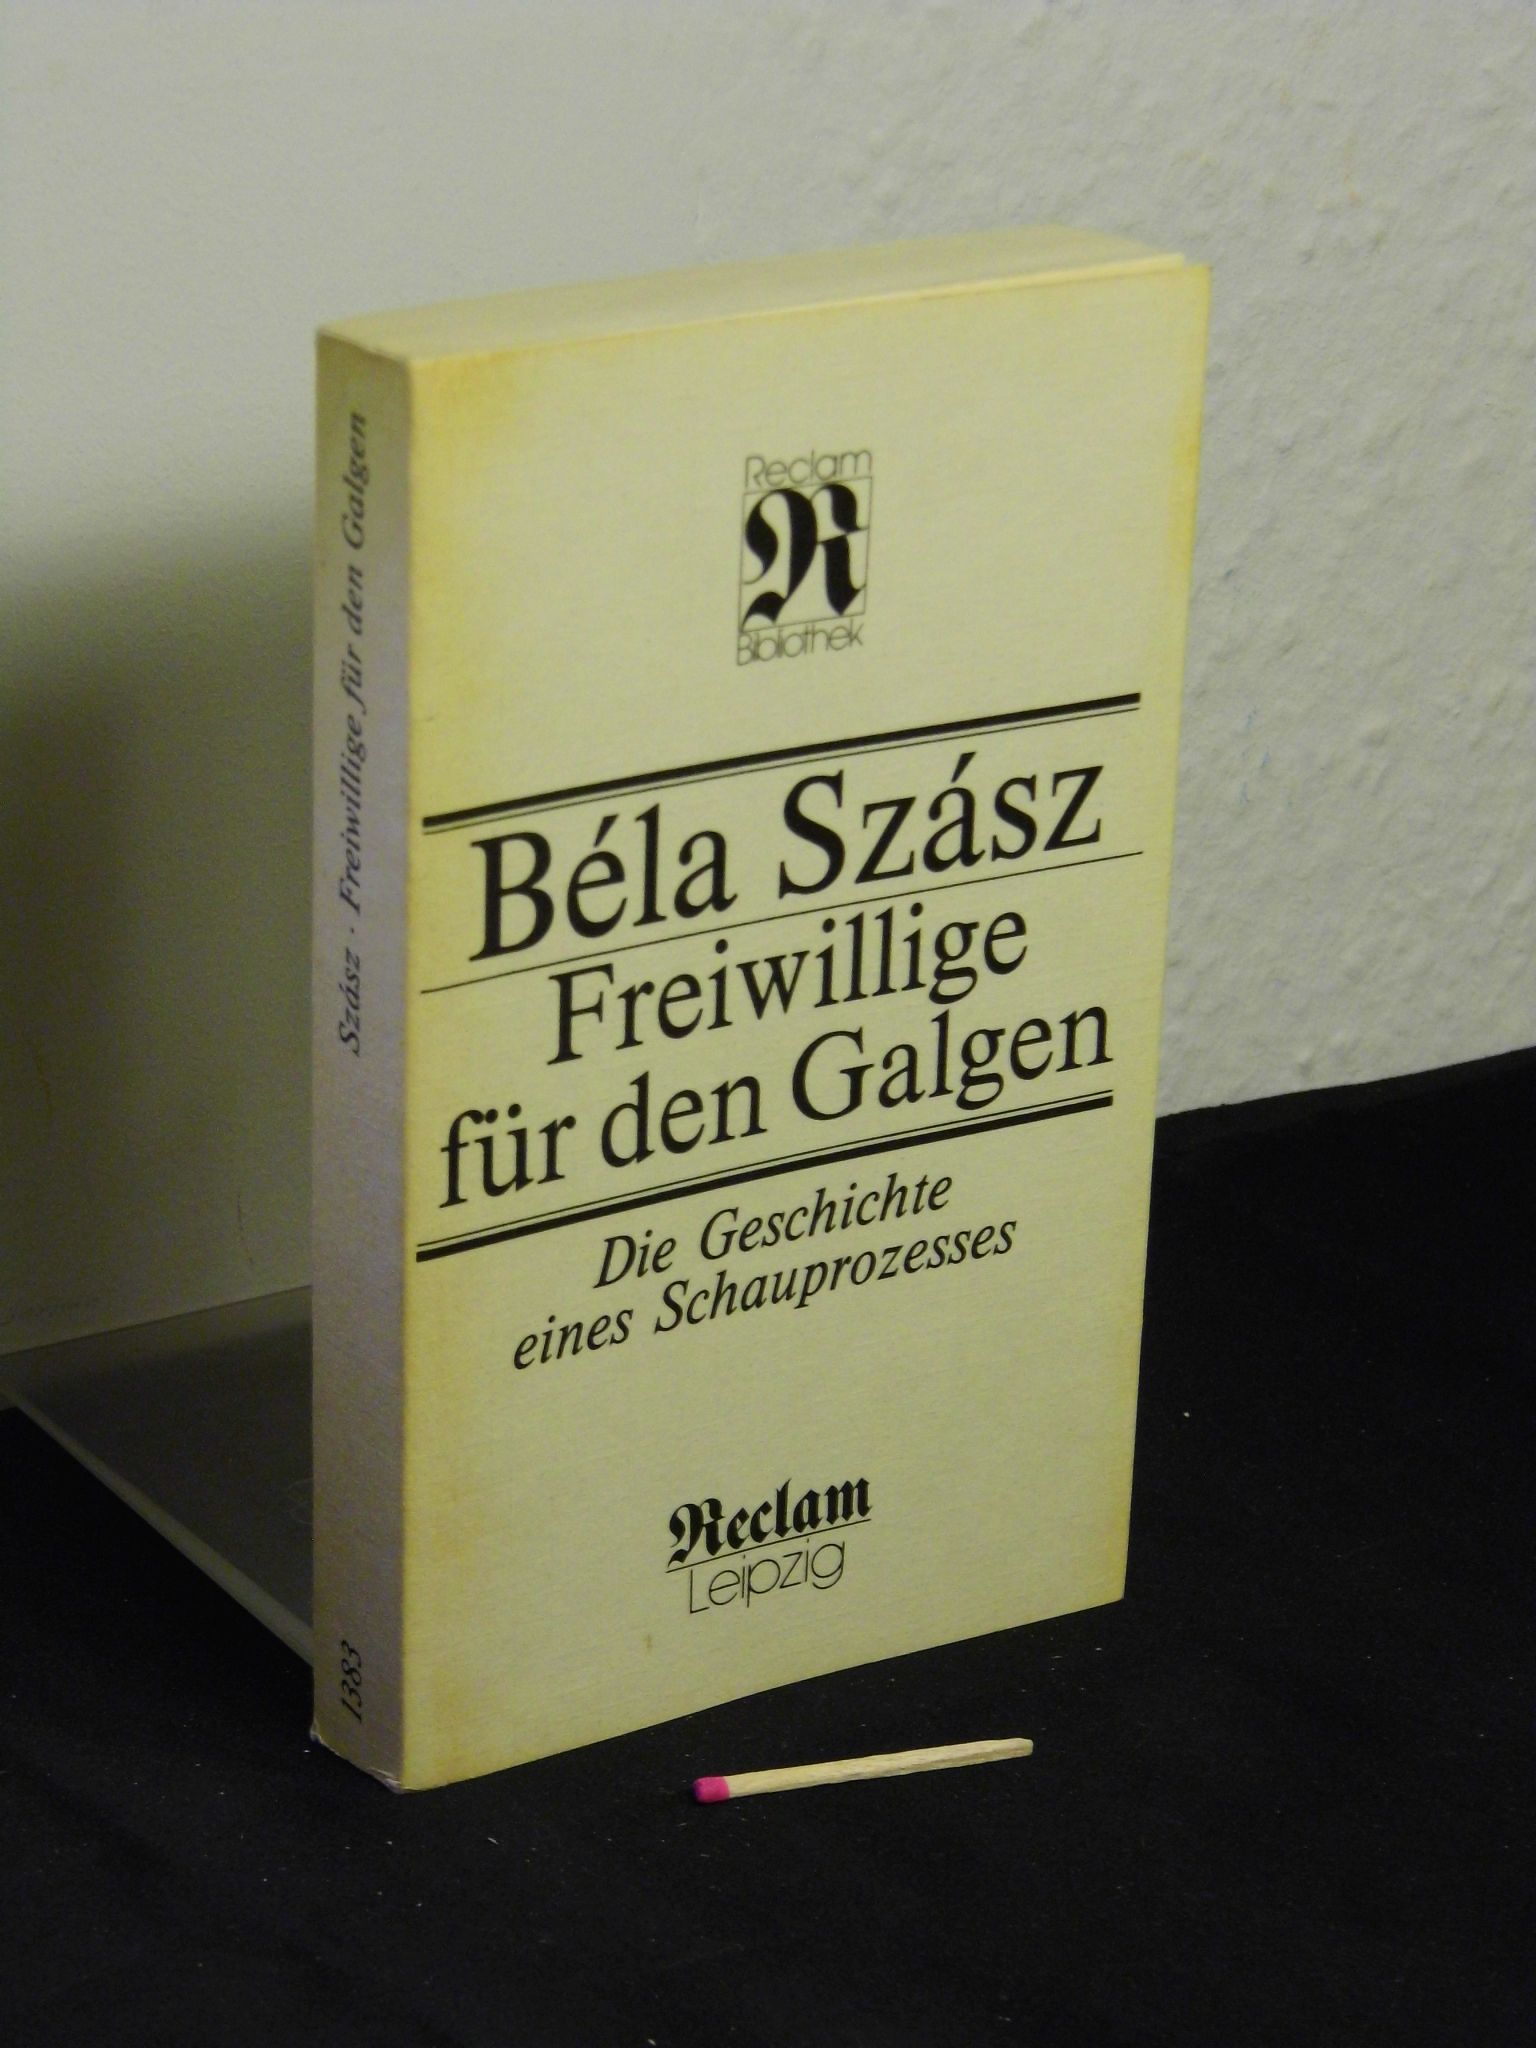 Szász · Freiwillige für den Galgen
1383
Reclam
R
Bibliothek
Béla Szász
Freiwillige
für den Galgen
Die Geschichte
eines Schauprozesses
Reclam
Leipzig